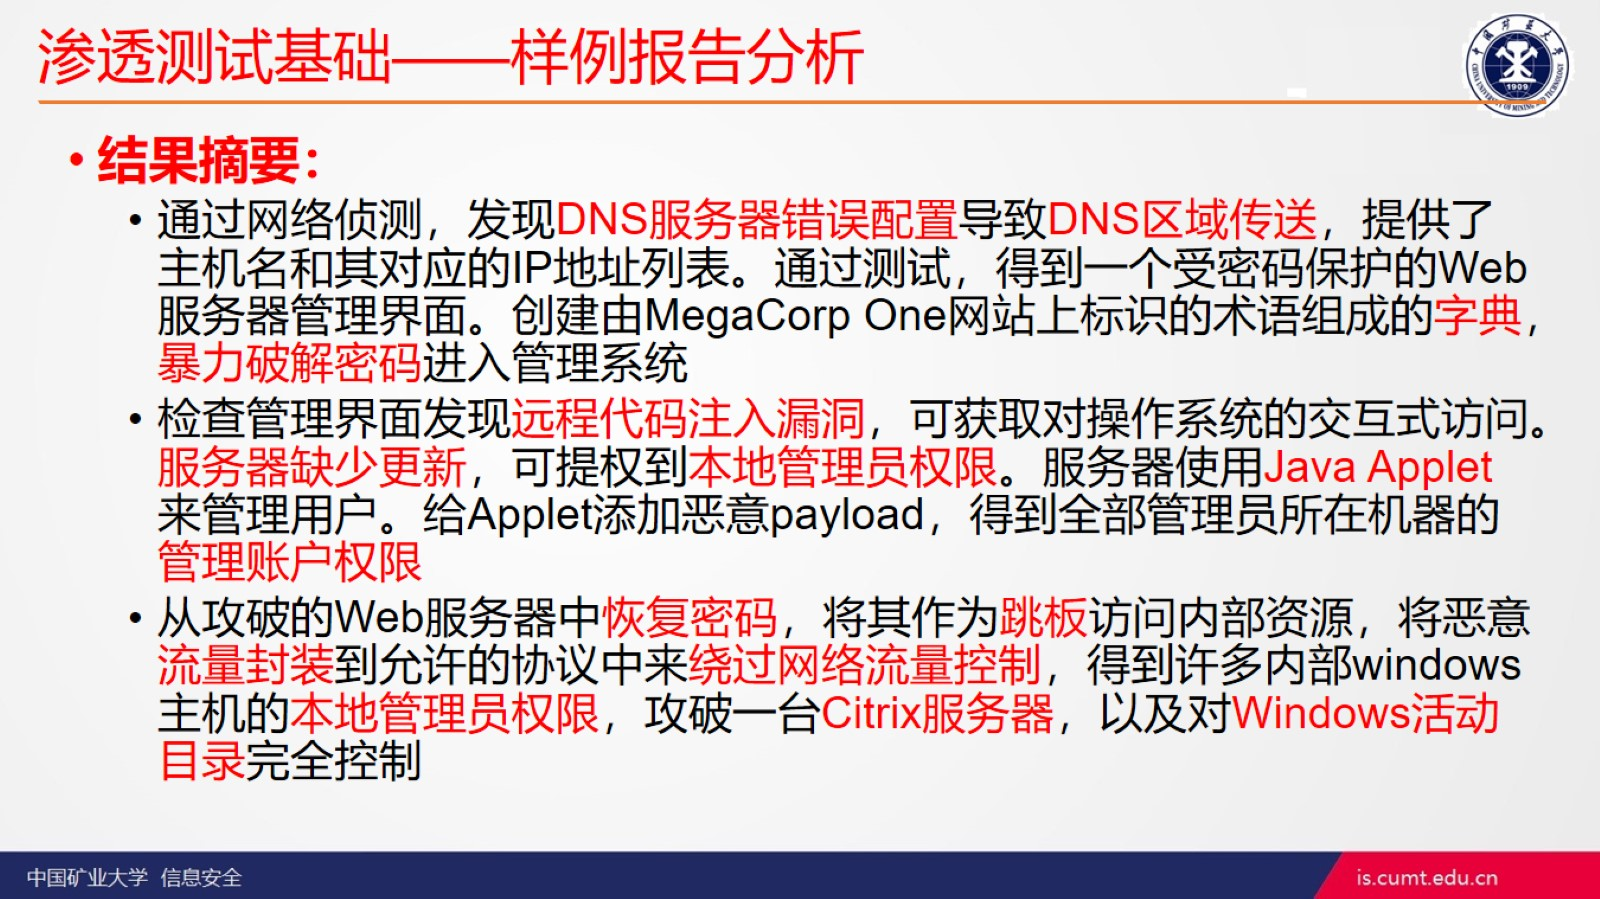 渗透测试基础——样例报告分析
中国矿业大学
CHINA UNIVERSITY OF MINING AND TECHNOLOGY
1909
• 结果摘要：
• 通过网络侦测，发现DNS服务器错误配置导致DNS区域传送，提供了
主机名和其对应的IP地址列表。通过测试，得到一个受密码保护的Web
服务器管理界面。创建由MegaCorp One网站上标识的术语组成的字典，
暴力破解密码进入管理系统
• 检查管理界面发现远程代码注入漏洞，可获取对操作系统的交互式访问。
服务器缺少更新，可提权到本地管理员权限。服务器使用Java Applet
来管理用户。给Applet添加恶意payload，得到全部管理员所在机器的
管理账户权限
• 从攻破的Web服务器中恢复密码，将其作为跳板访问内部资源，将恶意
流量封装到允许的协议中来绕过网络流量控制，得到许多内部windows
主机的本地管理员权限，攻破一台Citrix服务器，以及对Windows活动
目录完全控制
中国矿业大学 信息安全
is.cumt.edu.cn